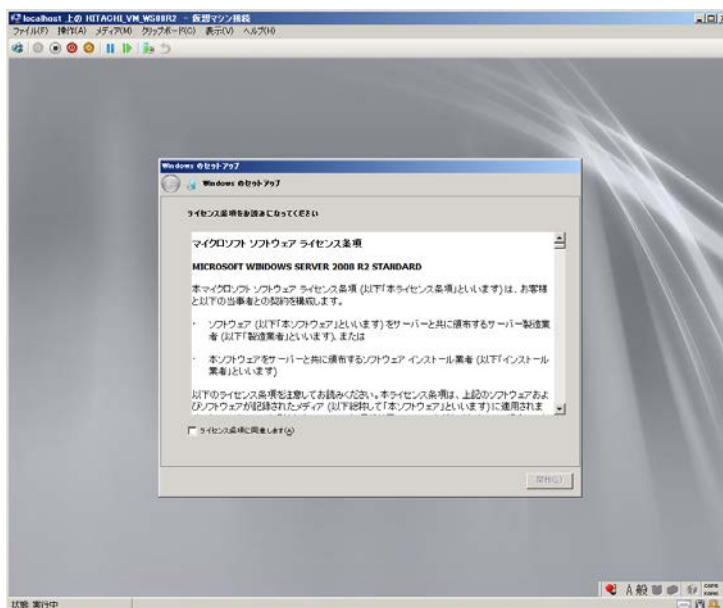 localhost 上の HITACHI_VM_WS08R2 - 仮想マシン接続
ファイル(F) 操作(A) メディア(M) クリップボード(C) 表示(V) ヘルプ(H)
Windows のセットアップ
Windows のセットアップ
ライセンス条項をお読みになってください
マイクロソフト ソフトウェア ライセンス条項
MICROSOFT WINDOWS SERVER 2008 R2 STANDARD
本マイクロソフト ソフトウェア ライセンス条項 (以下「本ライセンス条項」といいます) は、お客様
と以下の当事者との契約を構成します。
・ ソフトウェア (以下「本ソフトウェア」といいます) をサーバーと共に頒布するサーバー製造業
者 (以下「製造業者」といいます)、または
・ 本ソフトウェアをサーバーと共に頒布するソフトウェア インストール業者 (以下「インストール
業者」といいます)
以下のライセンス条項を注意してお読みください。本ライセンス条項は、上記のソフトウェアおよ
びソフトウェアが記録されたメディア (以下総称して「本ソフトウェア」といいます) に適用されま
ライセンス条項に同意します(A)
開始(S)
A 般
CAPS
KANA
状態: 実行中